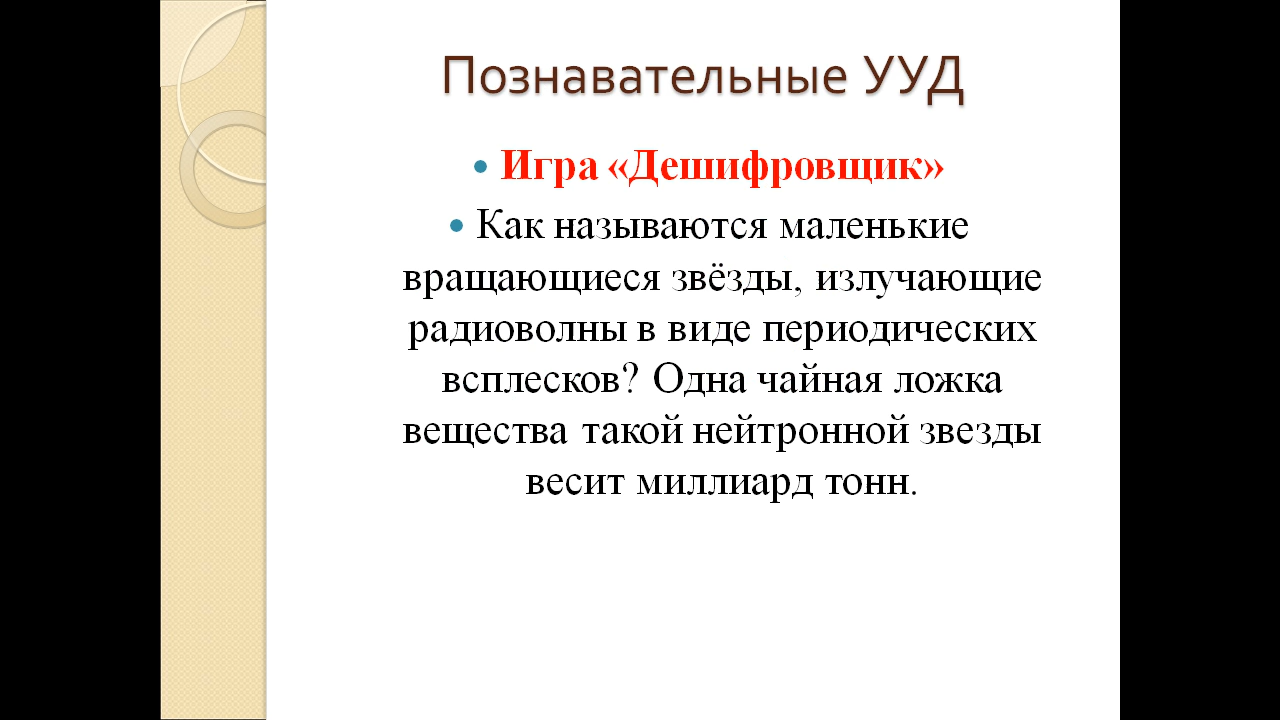 Познавательные УУД
• Игра «Дешифровщик»
• Как называются маленькие
вращающиеся звёзды, излучающие
радиоволны в виде периодических
всплесков? Одна чайная ложка
вещества такой нейтронной звезды
весит миллиард тонн.